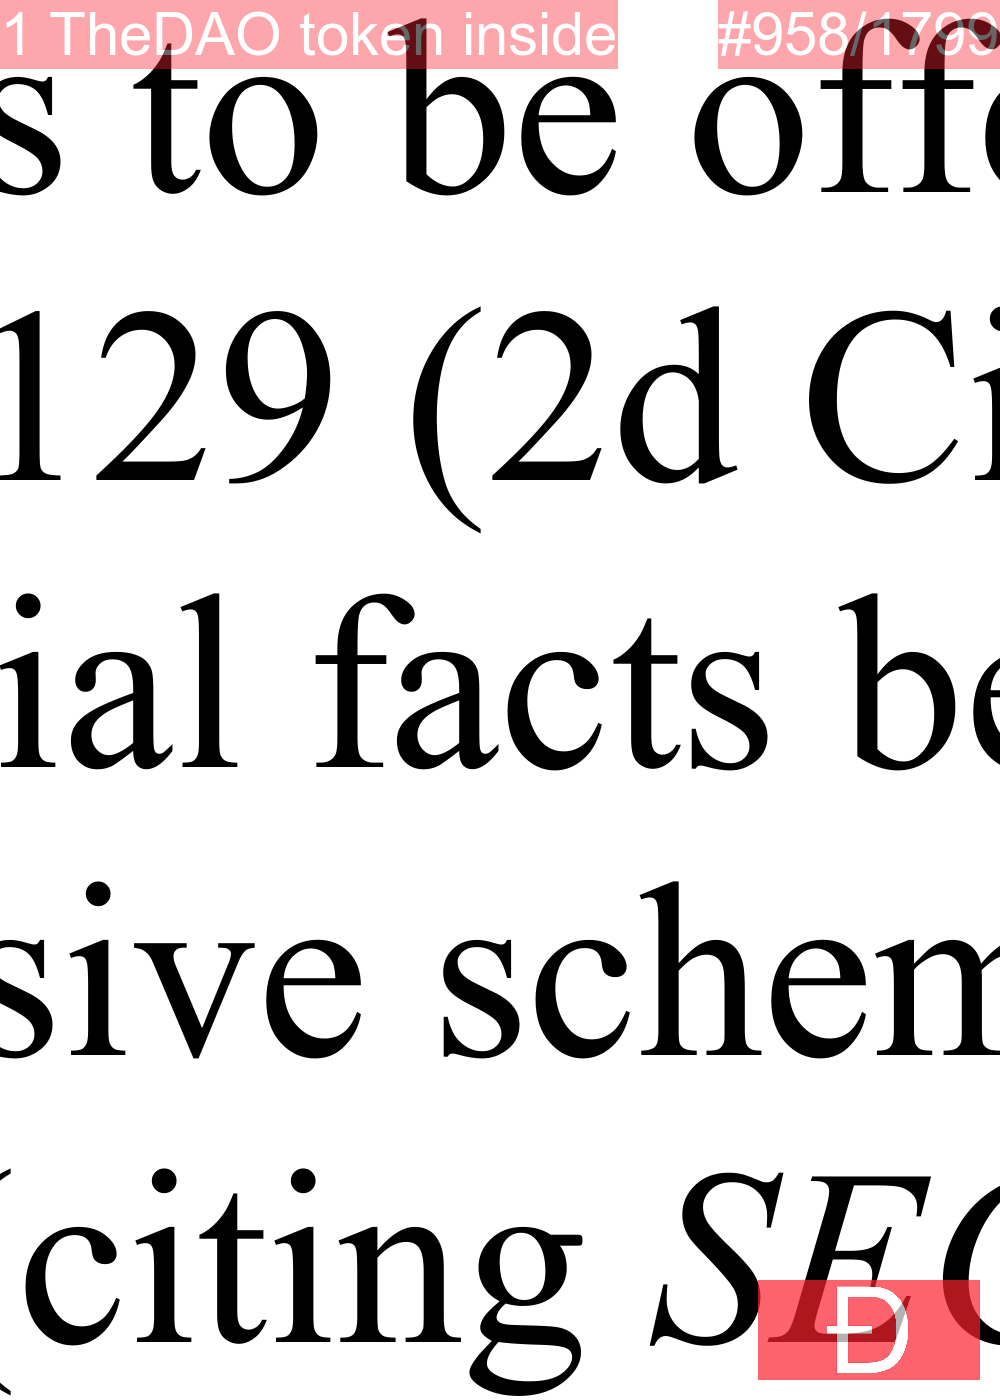 1 TheDAO token inside #958/1799
s to be offe
129 (2d Ci
ial facts be
sive schem
(citing SEC
Đ